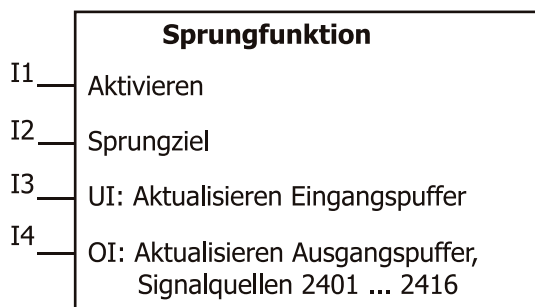 Sprungfunktion
I1 Aktivieren
I2 Sprungziel
I3 UI: Aktualisieren Eingangspuffer
I4 OI: Aktualisieren Ausgangspuffer,
Signalquellen 2401 ... 2416